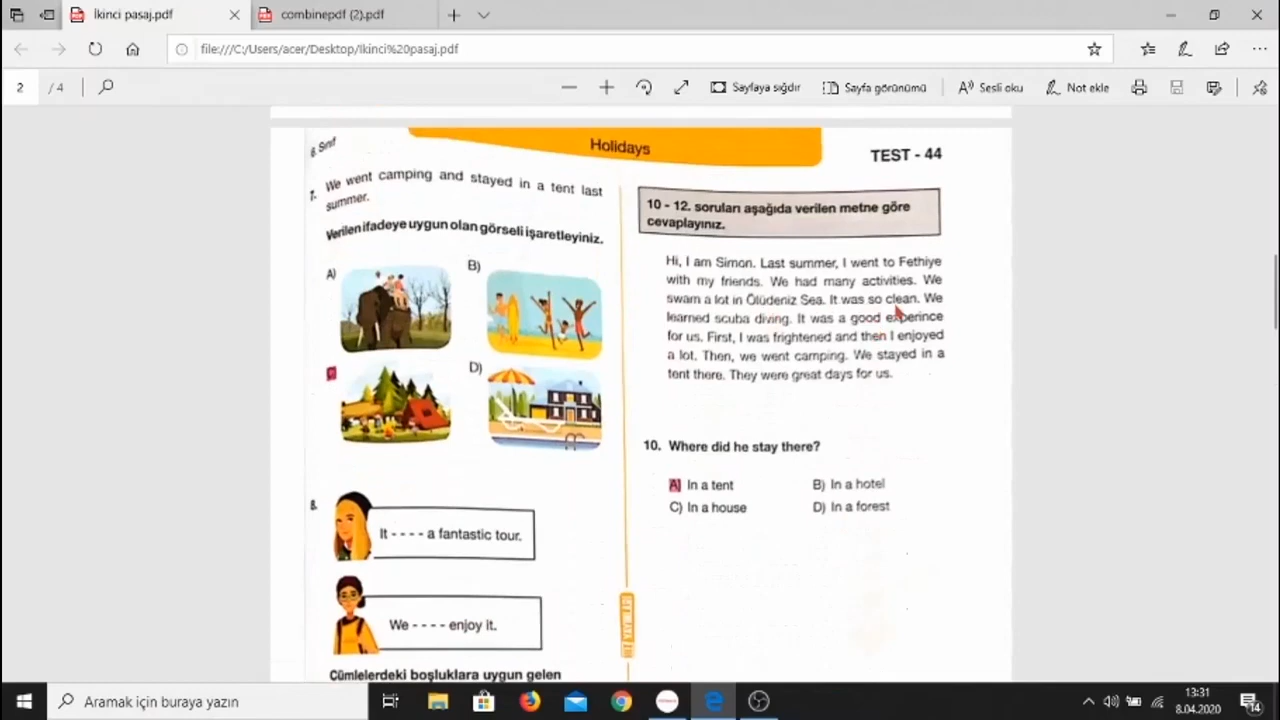 İkinci pasaj.pdf
combinepdf (2).pdf
file:///C:/Users/acer/Desktop/Ikinci%20pasaj.pdf
2 / 4
Sayfaya sığdır
Sayfa görünümü
Sesli oku
Not ekle
6. Sınıf
Holidays
TEST - 44
7. We went camping and stayed in a tent last
summer.
Verilen ifadeye uygun olan görseli işaretleyiniz.
A)
B)
D)
8.
It - - - - a fantastic tour.
We - - - - enjoy it.
Cümlelerdeki boşluklara uygun gelen
10 - 12. soruları aşağıda verilen metne göre
cevaplayınız.
Hi, I am Simon. Last summer, I went to Fethiye
with my friends. We had many activities. We
swam a lot in Ölüdeniz Sea. It was so clean. We
learned scuba diving. It was a good experince
for us. First, I was frightened and then I enjoyed
a lot. Then, we went camping. We stayed in a
tent there. They were great days for us.
10. Where did he stay there?
A) In a tent
B) In a hotel
C) In a house
D) In a forest
Aramak için buraya yazın
13:31
8.04.2020
14